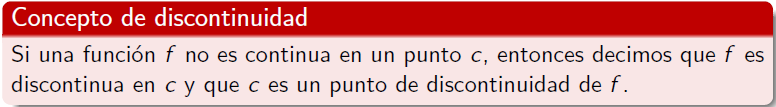 Concepto de discontinuidad
Si una función f no es continua en un punto c, entonces decimos que f es
discontinua en c y que c es un punto de discontinuidad de f.